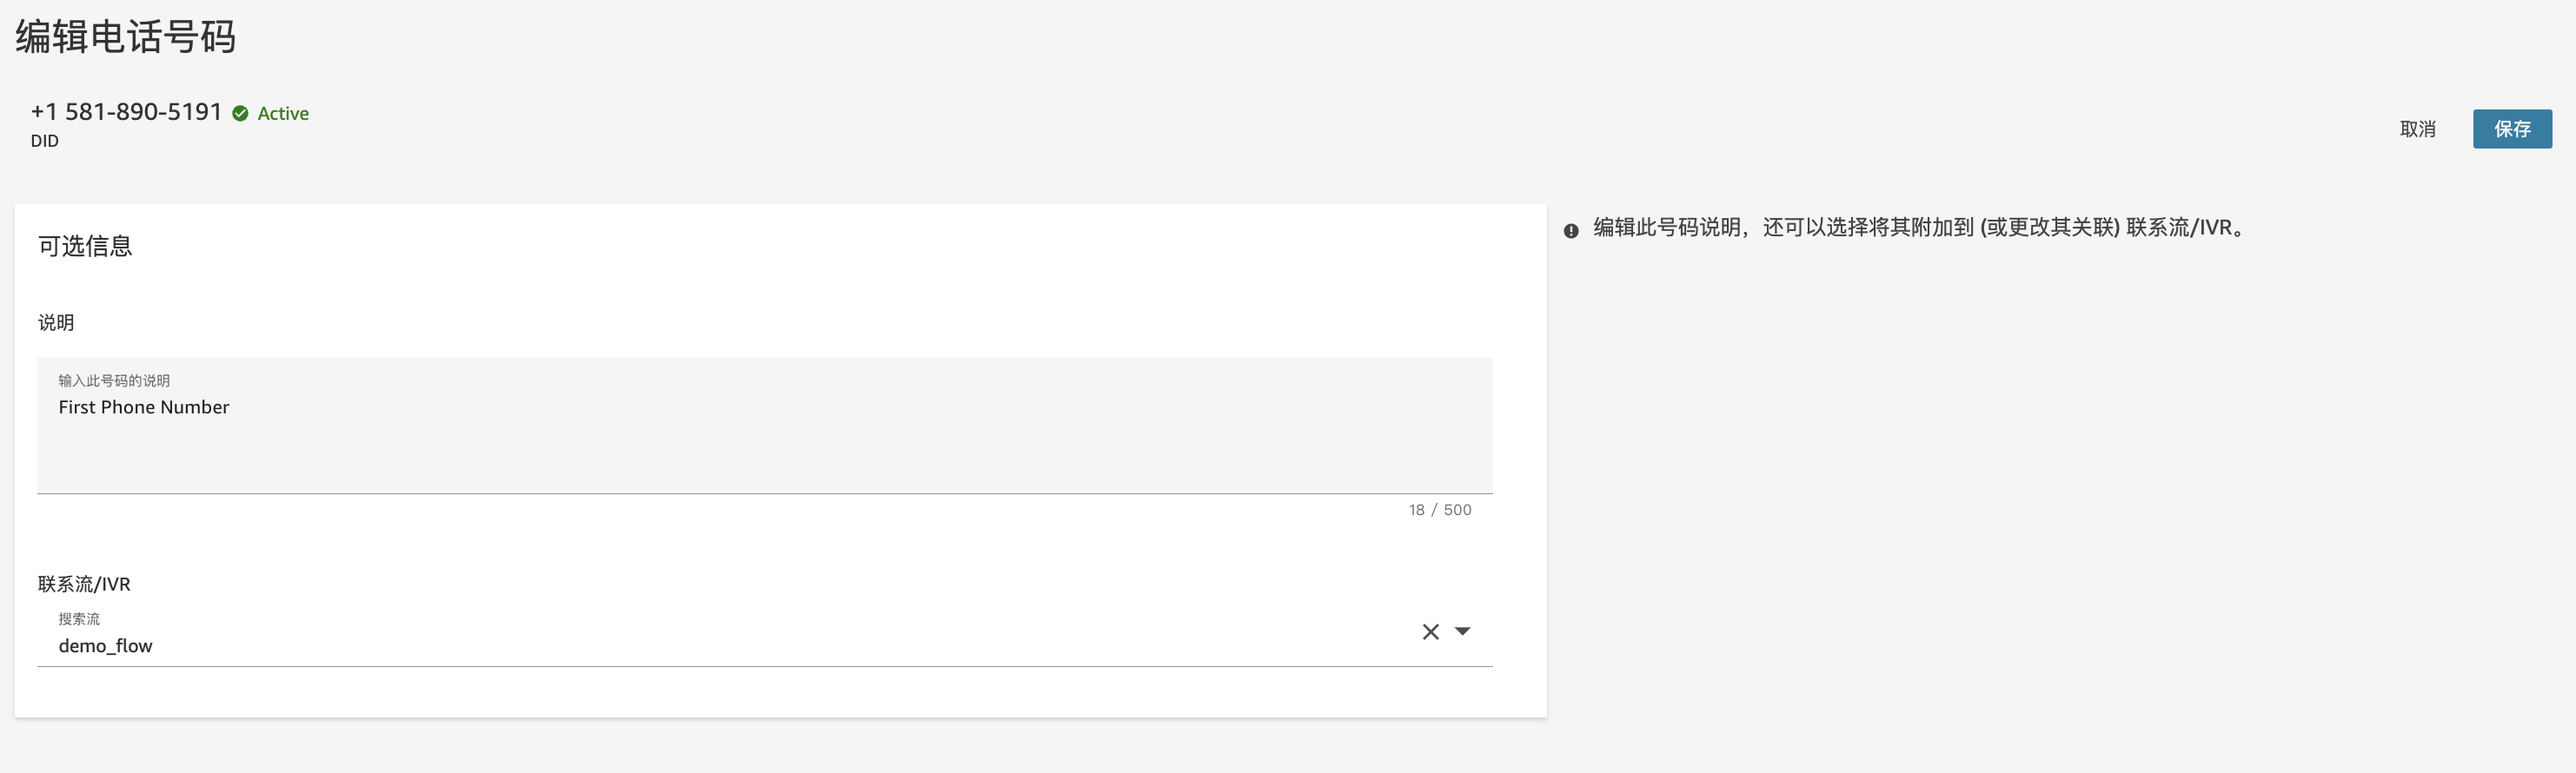 编辑电话号码
+1 581-890-5191 Active
DID
取消 保存
可选信息
编辑此号码说明，还可以选择将其附加到 (或更改其关联) 联系流/IVR。
说明
输入此号码的说明
First Phone Number
18 / 500
联系流/IVR
搜索流
demo_flow